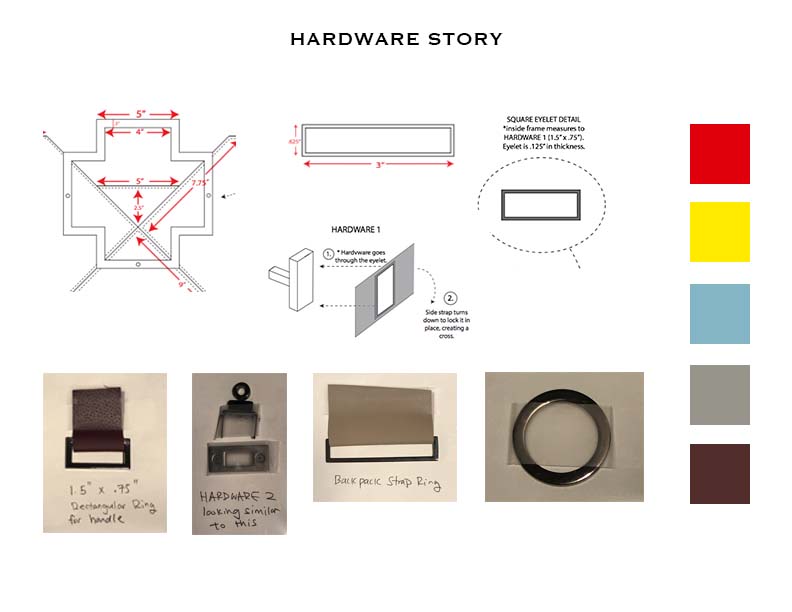 HARDWARE STORY
5"
1"
4"
5"
2.5"
7.75"
9"
.625"
3"
SQUARE EYELET DETAIL
*inside frame measures to
HARDWARE 1 (1.5" x .75").
Eyelet is .125" in thickness.
HARDWARE 1
1.
* Hardvware goes
through the eyelet.
2.
Side strap turns
down to lock it in
place, creating a
cross.
1.5" x .75"
Rectangular Ring
for handle
HARDWARE 2
looking similar
to this
Backpack Strap Ring